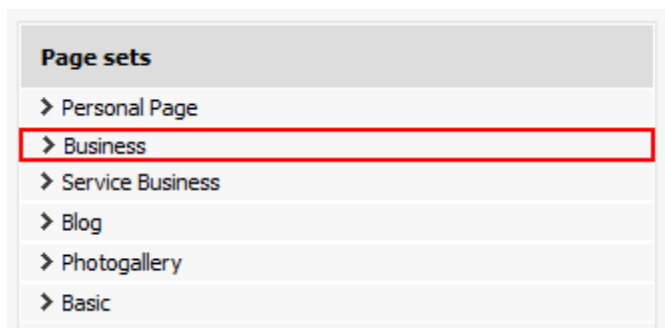 Page sets
Personal Page
Business
Service Business
Blog
Photogallery
Basic